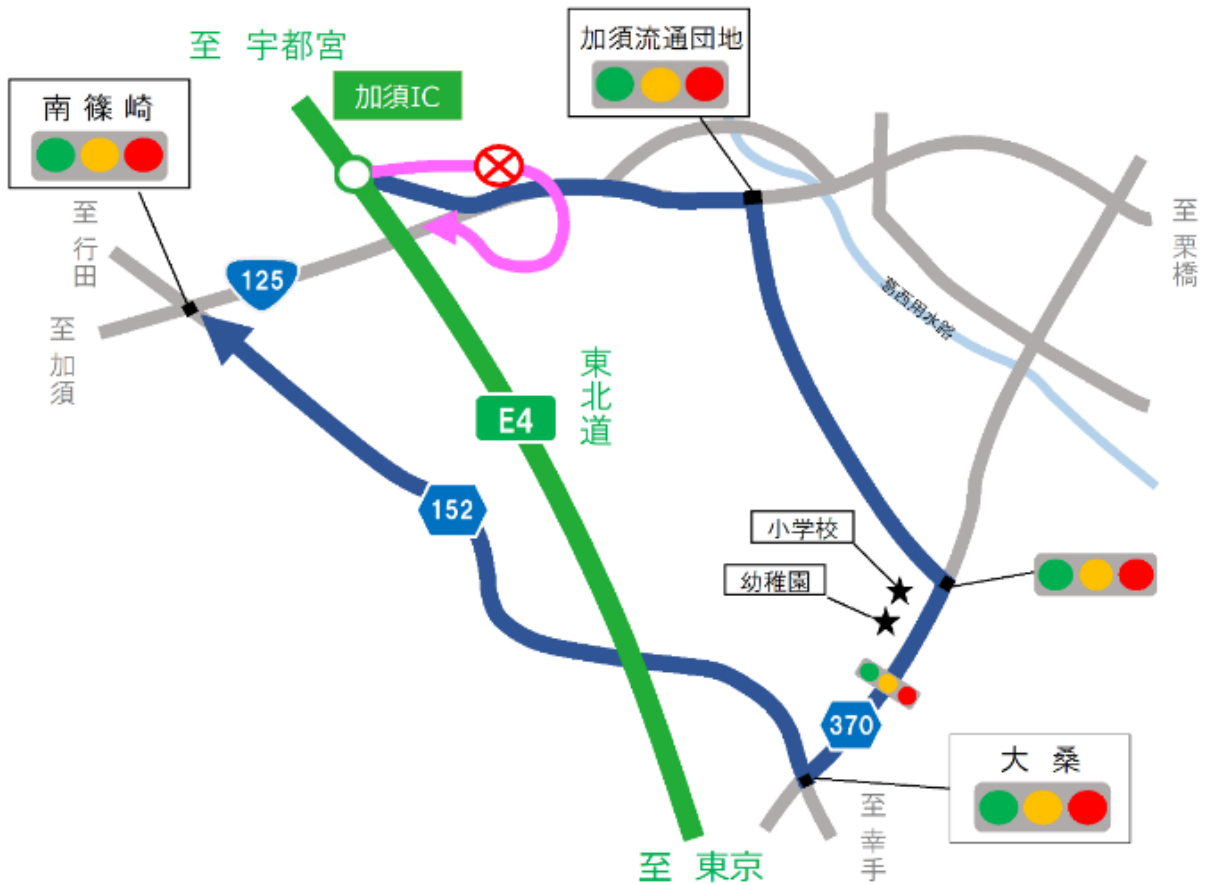 至 宇都宮
加須IC
加須流通団地
南篠崎
至行田
至栗橋
125
至加須
葛西用水路
東北道
E4
152
小学校
幼稚園
370
大桑
至幸手
至 東京